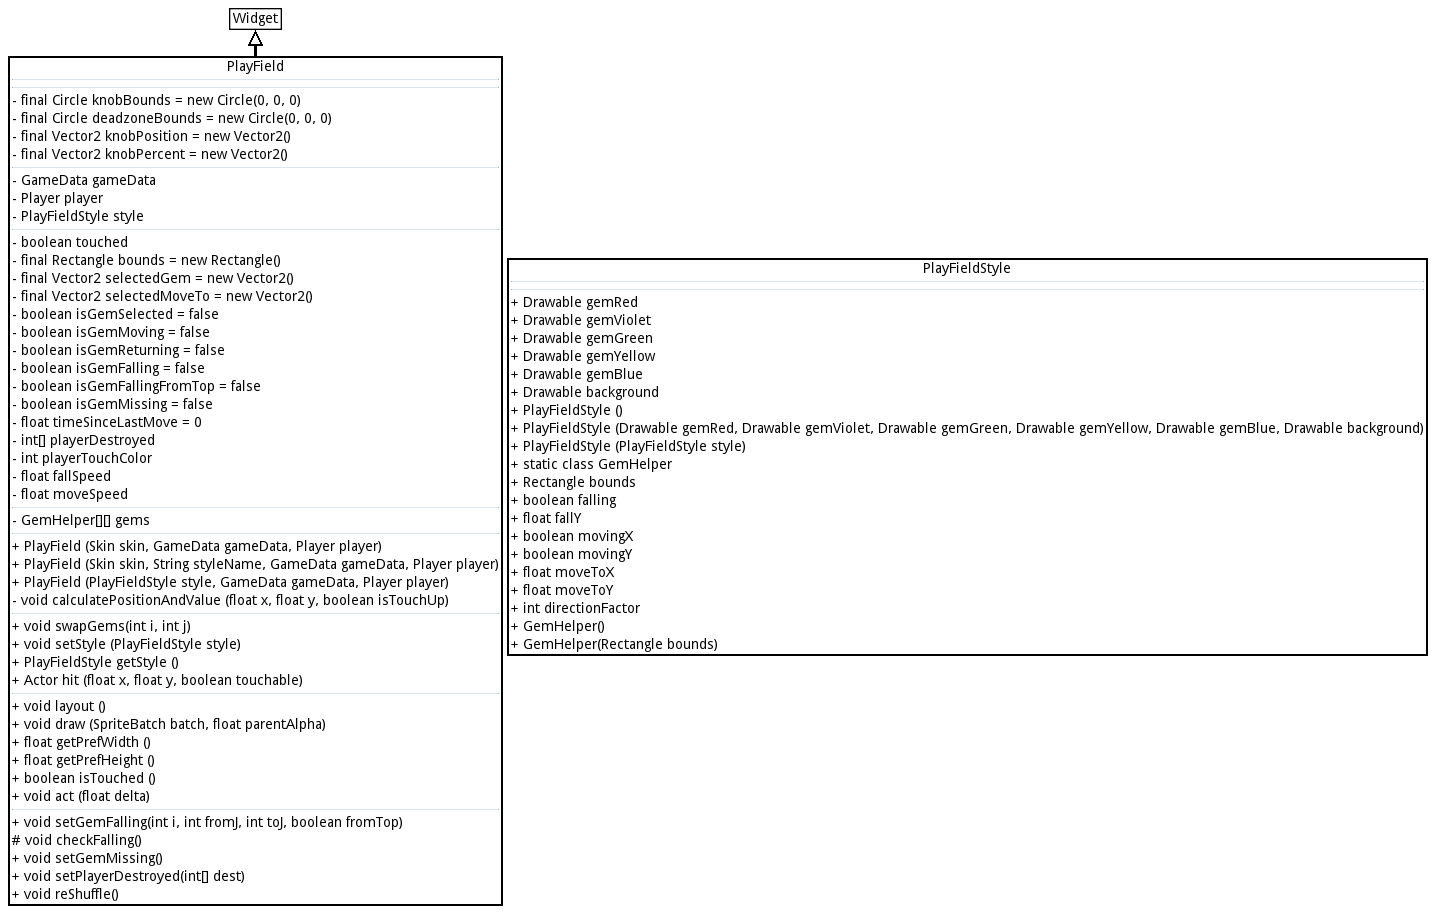 Widget
PlayField
- final Circle knobBounds = new Circle(0, 0, 0)
- final Circle deadzoneBounds = new Circle(0, 0, 0)
- final Vector2 knobPosition = new Vector2()
- final Vector2 knobPercent = new Vector2()
- GameData gameData
- Player player
- PlayFieldStyle style
- boolean touched
- final Rectangle bounds = new Rectangle()
- final Vector2 selectedGem = new Vector2()
- final Vector2 selectedMoveTo = new Vector2()
- boolean isGemSelected = false
- boolean isGemMoving = false
- boolean isGemReturning = false
- boolean isGemFalling = false
- boolean isGemFallingFromTop = false
- boolean isGemMissing = false
- float timeSinceLastMove = 0
- int[] playerDestroyed
- int playerTouchColor
- float fallSpeed
- float moveSpeed
- GemHelper[][] gems
+ PlayField (Skin skin, GameData gameData, Player player)
+ PlayField (Skin skin, String styleName, GameData gameData, Player player)
+ PlayField (PlayFieldStyle style, GameData gameData, Player player)
- void calculatePositionAndValue (float x, float y, boolean isTouchUp)
+ void swapGems(int i, int j)
+ void setStyle (PlayFieldStyle style)
+ PlayFieldStyle getStyle ()
+ Actor hit (float x, float y, boolean touchable)
+ void layout ()
+ void draw (SpriteBatch batch, float parentAlpha)
+ float getPrefWidth ()
+ float getPrefHeight ()
+ boolean isTouched ()
+ void act (float delta)
+ void setGemFalling(int i, int fromJ, int toJ, boolean fromTop)
# void checkFalling()
+ void setGemMissing()
+ void setPlayerDestroyed(int[] dest)
+ void reShuffle()
PlayFieldStyle
+ Drawable gemRed
+ Drawable gemViolet
+ Drawable gemGreen
+ Drawable gemYellow
+ Drawable gemBlue
+ Drawable background
+ PlayFieldStyle ()
+ PlayFieldStyle (Drawable gemRed, Drawable gemViolet, Drawable gemGreen, Drawable gemYellow, Drawable gemBlue, Drawable background)
+ PlayFieldStyle (PlayFieldStyle style)
+ static class GemHelper
+ Rectangle bounds
+ boolean falling
+ float fallY
+ boolean movingX
+ boolean movingY
+ float moveToX
+ float moveToY
+ int directionFactor
+ GemHelper()
+ GemHelper(Rectangle bounds)